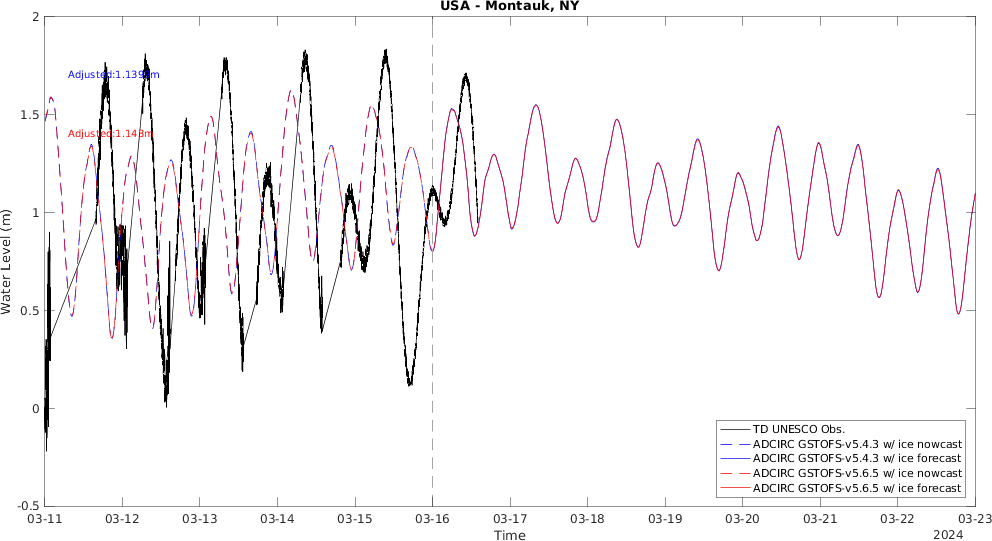 USA - Montauk, NY
2
1.5
1
0.5
0
-0.5
Water Level (m)
Adjusted:1.139m
Adjusted:1.143m
TD UNESCO Obs.
ADCIRC GSTOFS-v5.4.3 w/ ice nowcast
ADCIRC GSTOFS-v5.4.3 w/ ice forecast
ADCIRC GSTOFS-v5.6.5 w/ ice nowcast
ADCIRC GSTOFS-v5.6.5 w/ ice forecast
03-11 03-12 03-13 03-14 03-15 03-16 03-17 03-18 03-19 03-20 03-21 03-22 03-23
Time
2024